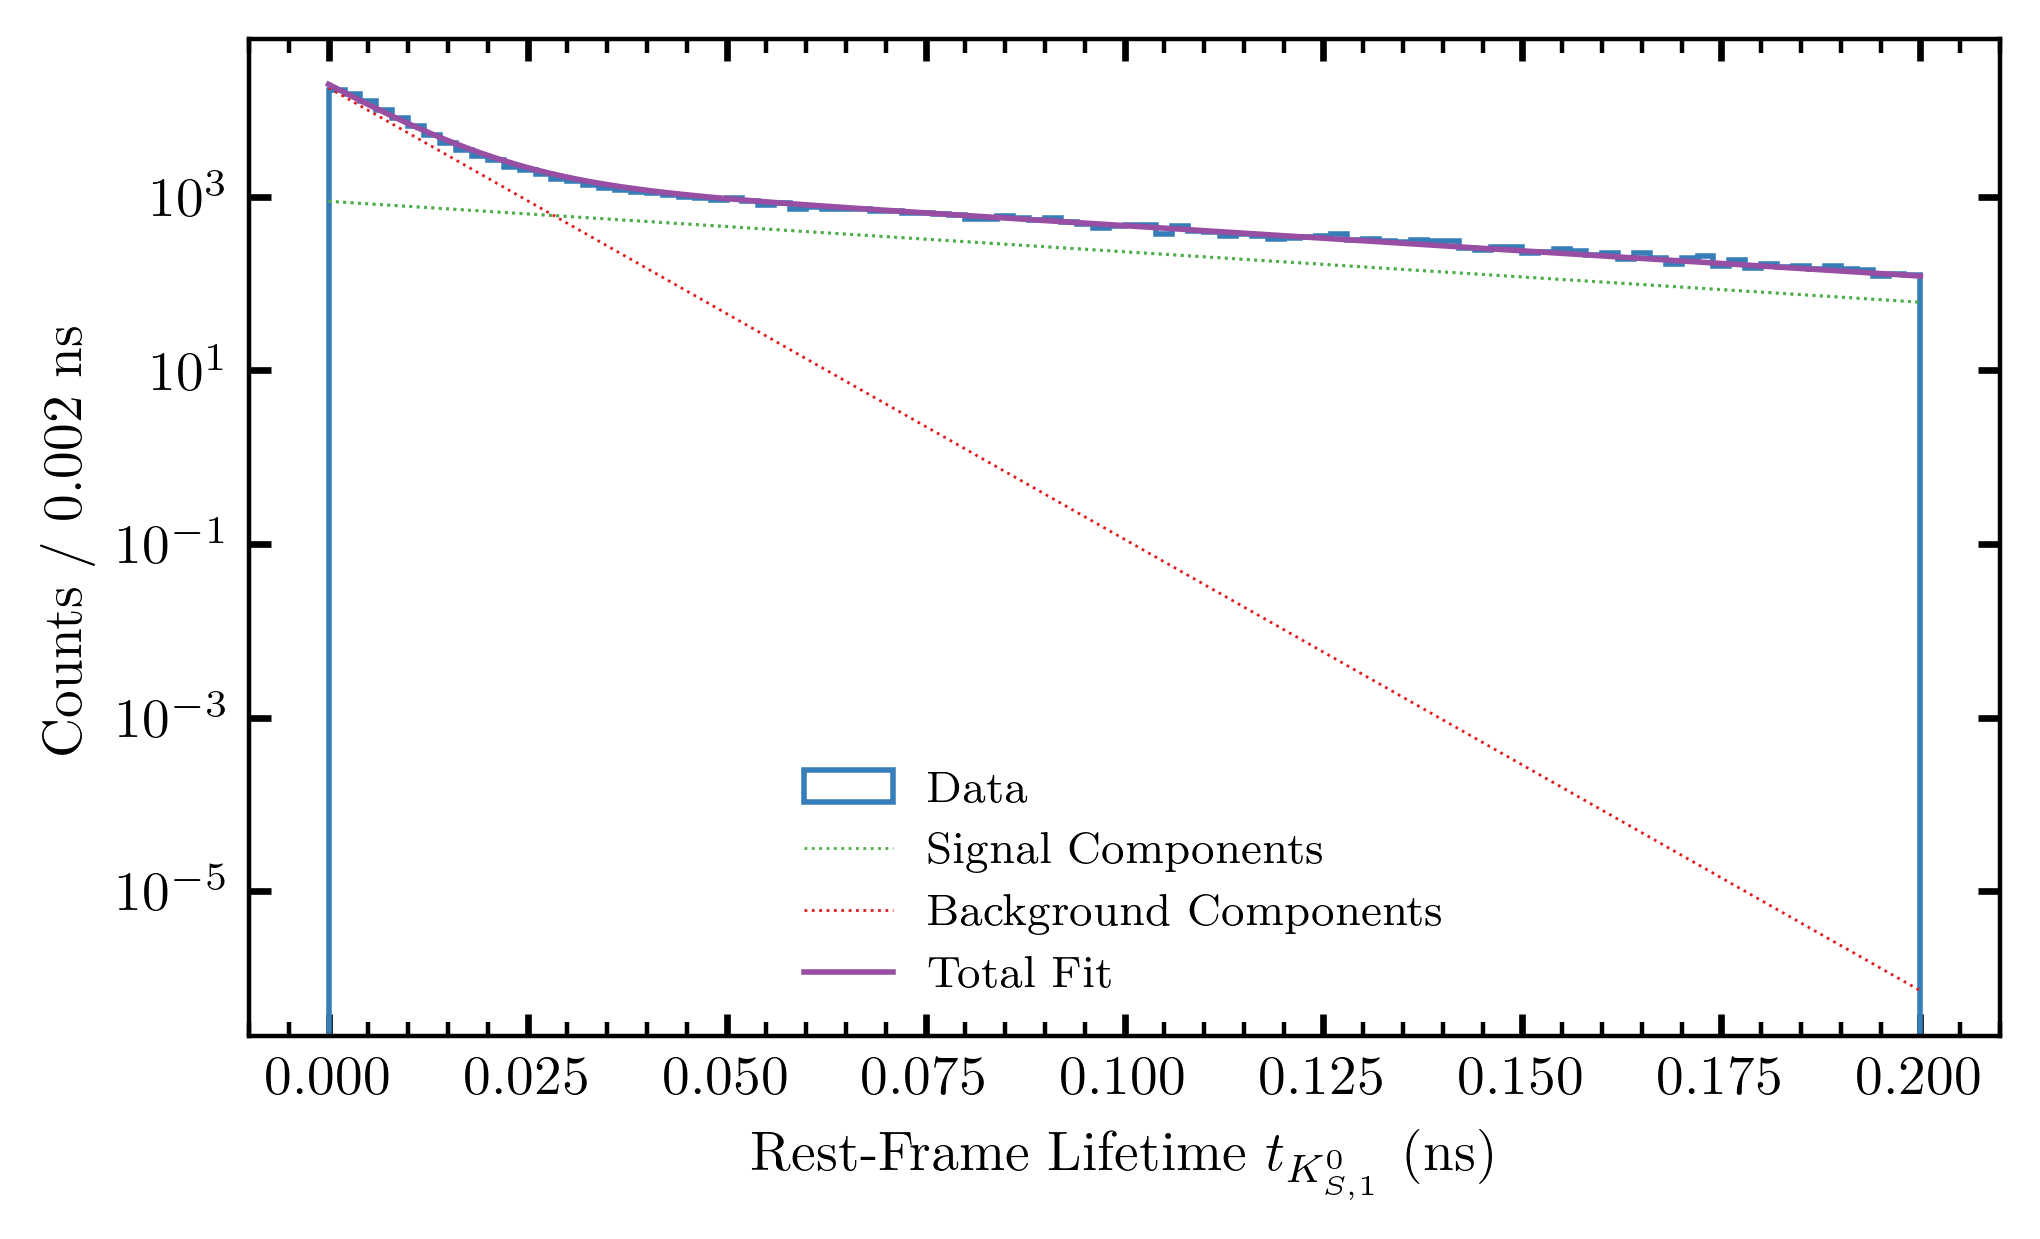 Counts / 0.002 ns
10³
10¹
10⁻¹
10⁻³
10⁻⁵
Data
Signal Components
Background Components
Total Fit
0.000 0.025 0.050 0.075 0.100 0.125 0.150 0.175 0.200
Rest-Frame Lifetime $t_{K^0_{S,1}}$ (ns)